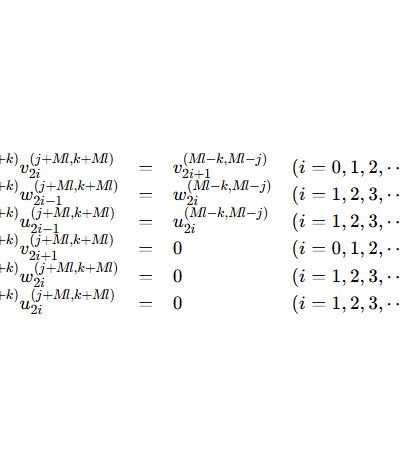 +k) v_{2i}^{(j+Ml,k+Ml)} = v_{2i+1}^{(Ml−k,Ml−j)} (i = 0, 1, 2, ··
+k) w_{2i−1}^{(j+Ml,k+Ml)} = w_{2i}^{(Ml−k,Ml−j)} (i = 1, 2, 3, ··
+k) u_{2i−1}^{(j+Ml,k+Ml)} = u_{2i}^{(Ml−k,Ml−j)} (i = 1, 2, 3, ··
+k) v_{2i+1}^{(j+Ml,k+Ml)} = 0 (i = 0, 1, 2, ··
+k) w_{2i}^{(j+Ml,k+Ml)} = 0 (i = 1, 2, 3, ··
+k) u_{2i}^{(j+Ml,k+Ml)} = 0 (i = 1, 2, 3, ··